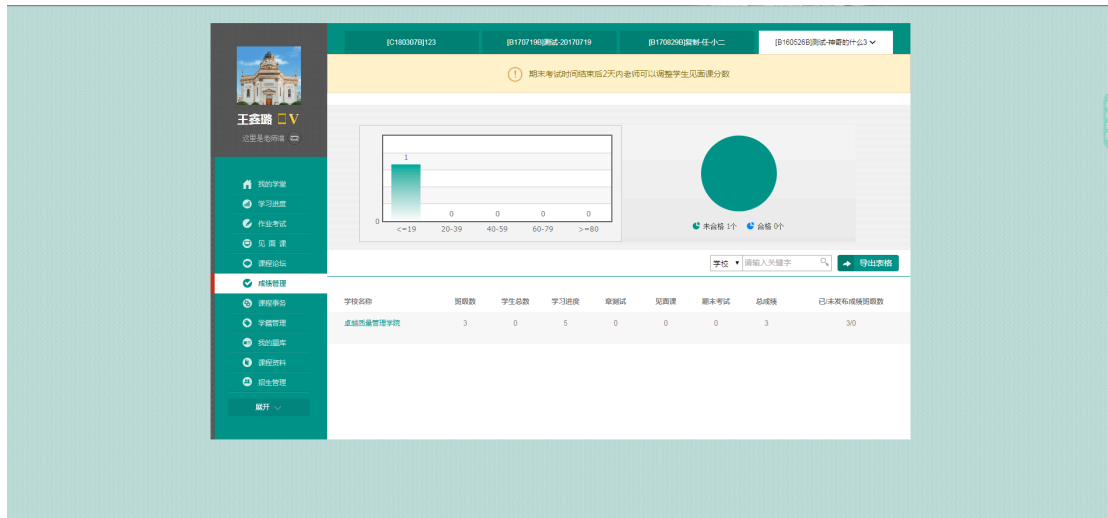 [C180307B]123
[B170719B]测试-20170719
[B170829B]复制-任小二
[B160526B]测试-神奇的什么3
期末考试时间结束后2天内老师可以调整学生见面课分数
王鑫璐 V
这里是老师端
我的学堂
学习进度
作业考试
见面课
课程论坛
成绩管理
课程事务
学籍管理
我的题库
课程资料
招生管理
展开
1
0 0 0 0
0
<=19 20-39 40-59 60-79 >=80
未合格 1个 合格 0个
学校 请输入关键字 导出表格
学校名称 班级数 学生总数 学习进度 章测试 见面课 期末考试 总成绩 已/未发布成绩班级数
卓越质量管理学院 3 0 5 0 0 0 3 3/0